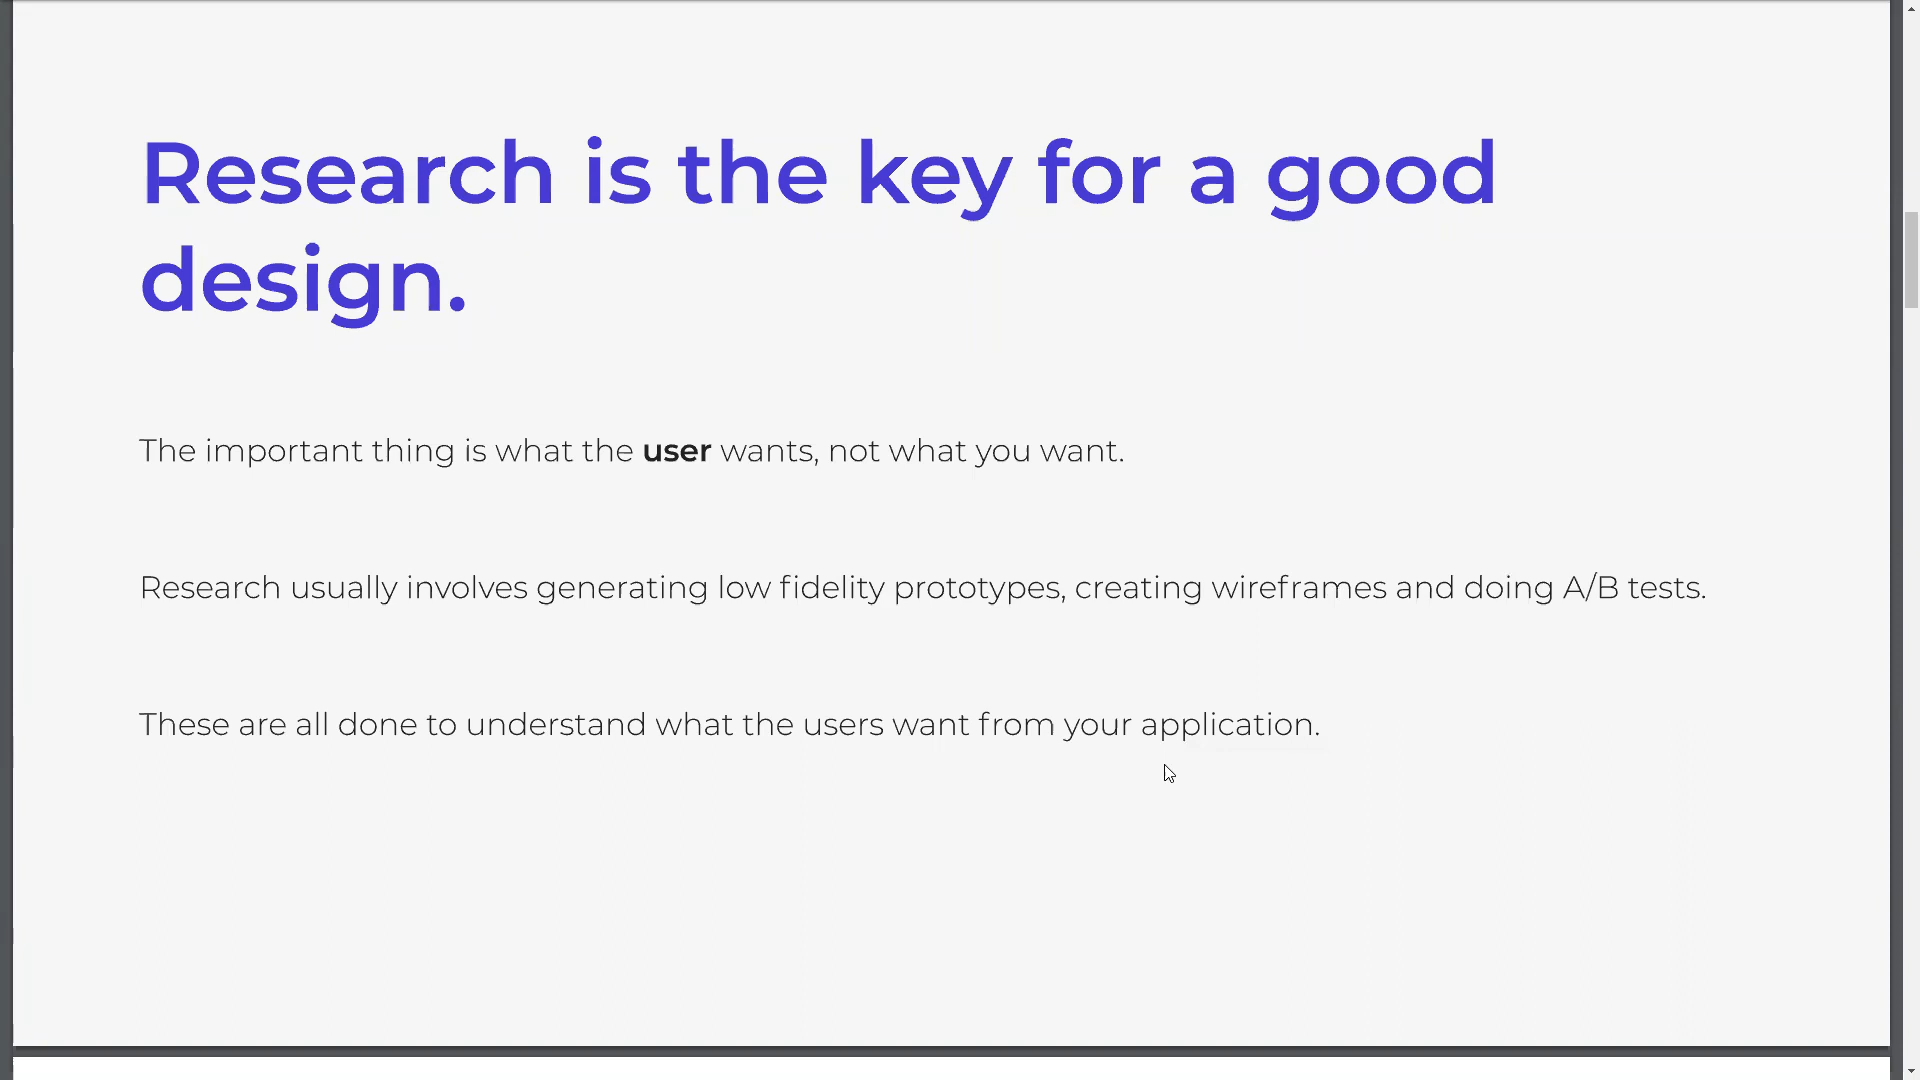 Research is the key for a good
design.
The important thing is what the user wants, not what you want.
Research usually involves generating low fidelity prototypes, creating wireframes and doing A/B tests.
These are all done to understand what the users want from your application.